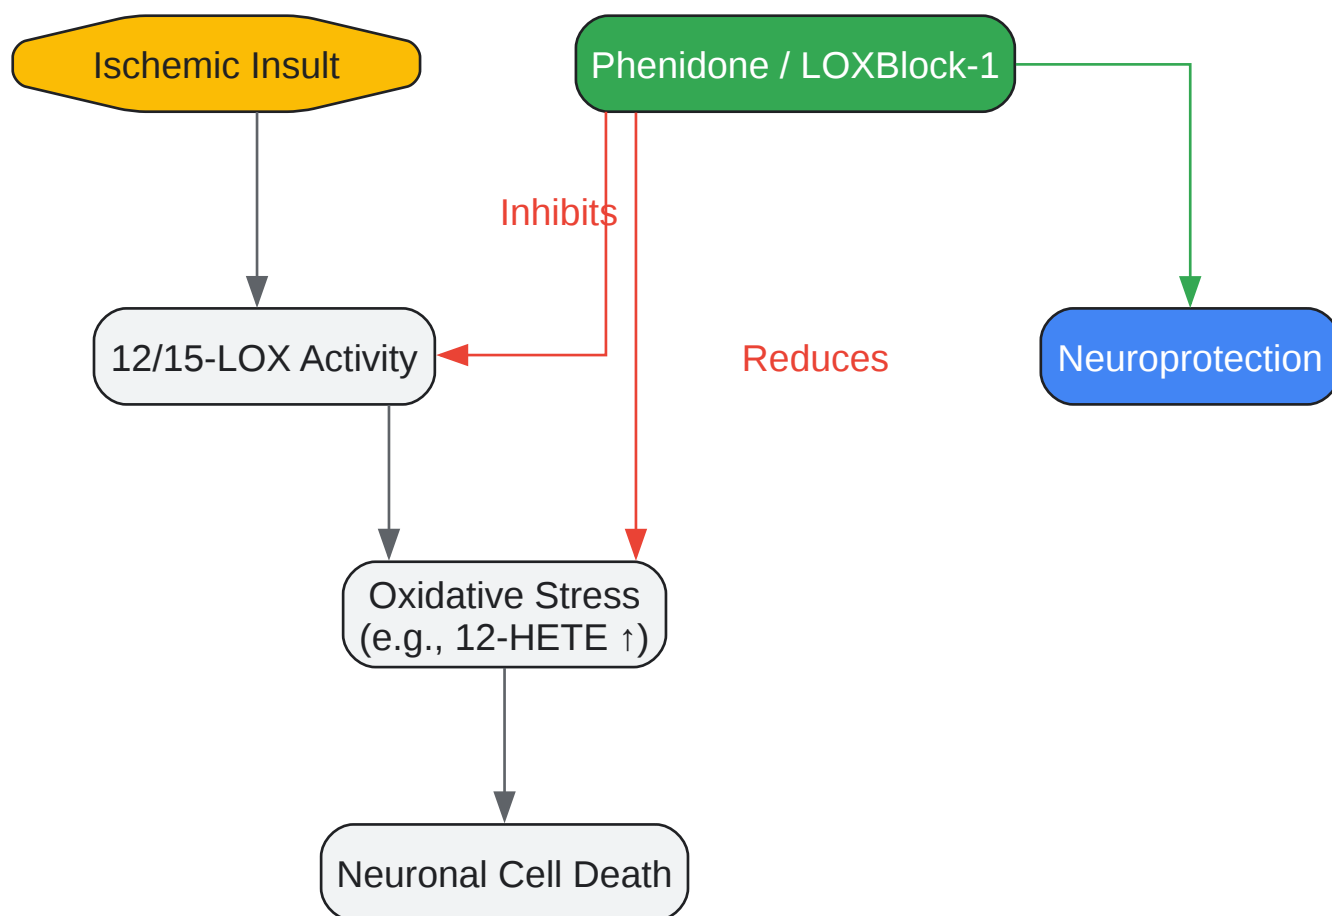 Ischemic Insult
Phenidone / LOXBlock-1
Inhibits
12/15-LOX Activity
Reduces
Neuroprotection
Oxidative Stress
(e.g., 12-HETE ↑)
Neuronal Cell Death